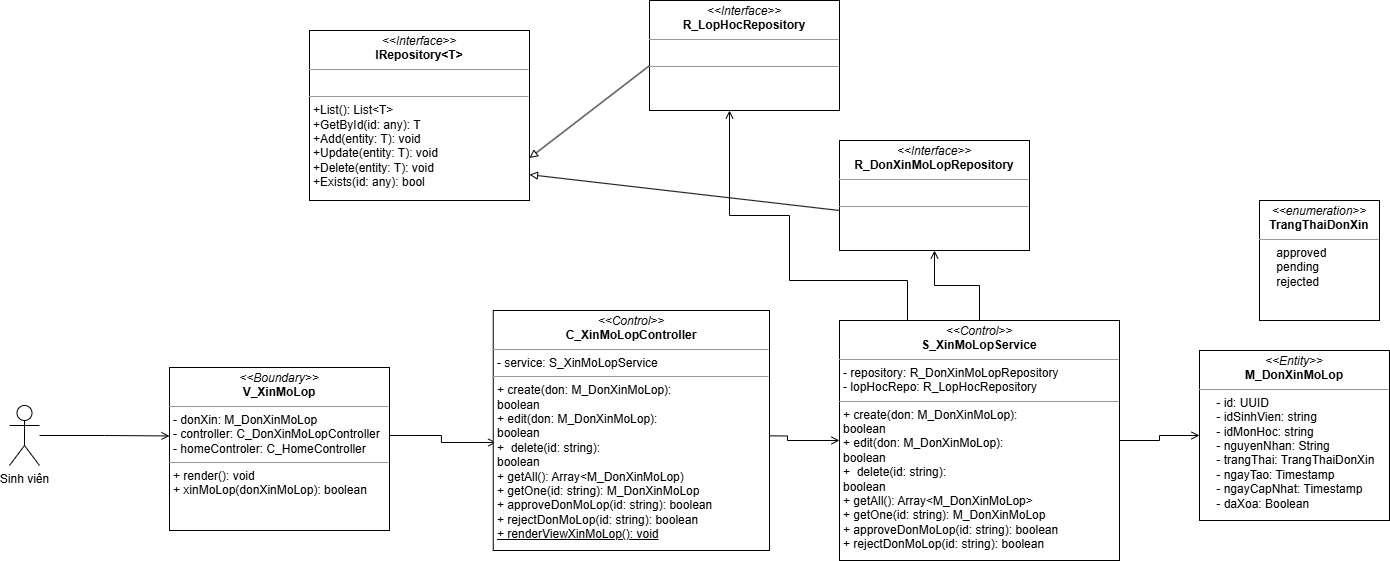 <<Interface>>
IRepository<T>
+List(): List<T>
+GetById(id: any): T
+Add(entity: T): void
+Update(entity: T): void
+Delete(entity: T): void
+Exists(id: any): bool
<<Interface>>
R_LopHocRepository
<<Interface>>
R_DonXinMoLopRepository
<<enumeration>>
TrangThaiDonXin
approved
pending
rejected
Sinh viên
<<Boundary>>
V_XinMoLop
- donXin: M_DonXinMoLop
- controller: C_DonXinMoLopController
- homeControler: C_HomeController
+ render(): void
+ xinMoLop(donXinMoLop): boolean
<<Control>>
C_XinMoLopController
- service: S_XinMoLopService
+ create(don: M_DonXinMoLop):
boolean
+ edit(don: M_DonXinMoLop):
boolean
+  delete(id: string):
boolean
+ getAll(): Array<M_DonXinMoLop)
+ getOne(id: string): M_DonXinMoLop
+ approveDonMoLop(id: string): boolean
+ rejectDonMoLop(id: string): boolean
+ renderViewXinMoLop(): void
<<Control>>
S_XinMoLopService
- repository: R_DonXinMoLopRepository
- lopHocRepo: R_LopHocRepository
+ create(don: M_DonXinMoLop):
boolean
+ edit(don: M_DonXinMoLop):
boolean
+  delete(id: string):
boolean
+ getAll(): Array<M_DonXinMoLop>
+ getOne(id: string): M_DonXinMoLop
+ approveDonMoLop(id: string): boolean
+ rejectDonMoLop(id: string): boolean
<<Entity>>
M_DonXinMoLop
- id: UUID
- idSinhVien: string
- idMonHoc: string
- nguyenNhan: String
- trangThai: TrangThaiDonXin
- ngayTao: Timestamp
- ngayCapNhat: Timestamp
- daXoa: Boolean